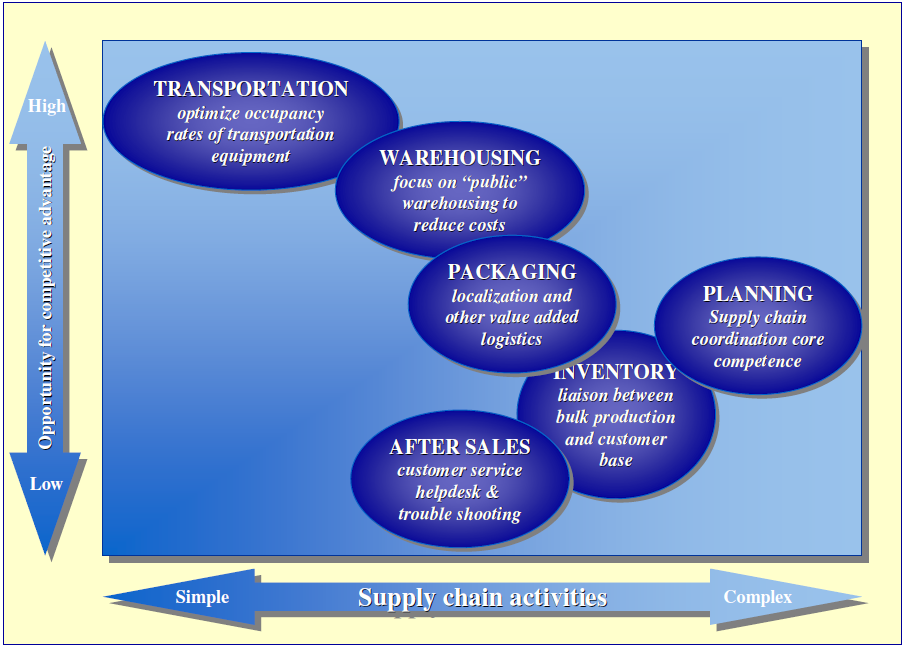 High
Opportunity for competitive advantage
Low
TRANSPORTATION
optimize occupancy
rates of transportation
equipment
WAREHOUSING
focus on “public”
warehousing to
reduce costs
PACKAGING
localization and
other value added
logistics
PLANNING
Supply chain
coordination core
competence
INVENTORY
liaison between
bulk production
and customer
base
AFTER SALES
customer service
helpdesk &
trouble shooting
Simple
Supply chain activities
Complex